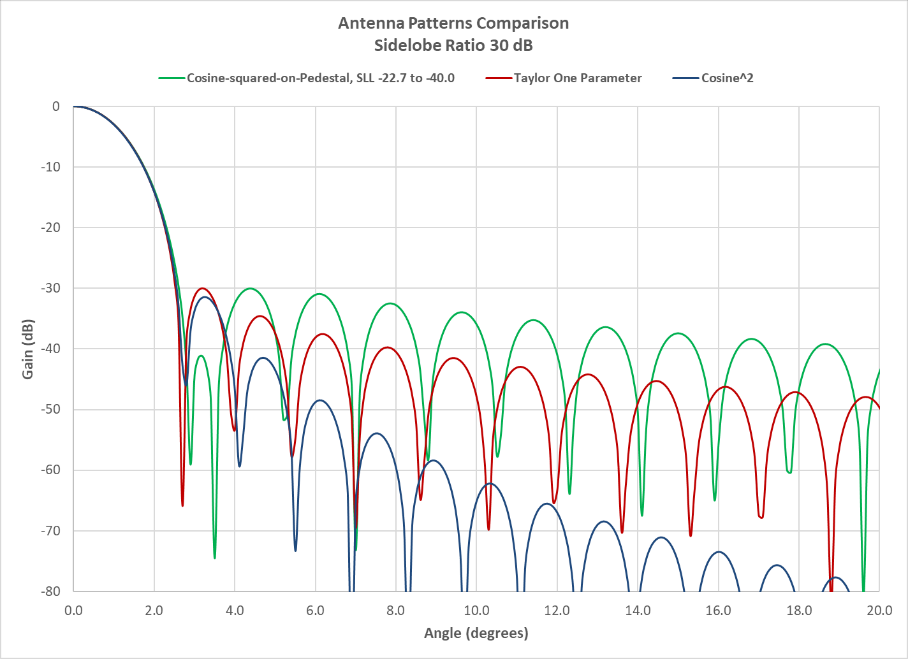 Antenna Patterns Comparison
Sidelobe Ratio 30 dB
Cosine-squared-on-Pedestal, SLL -22.7 to -40.0 Taylor One Parameter Cosine^2
0
-10
-20
-30
-40
-50
-60
-70
-80
Gain (dB)
0.0 2.0 4.0 6.0 8.0 10.0 12.0 14.0 16.0 18.0 20.0
Angle (degrees)